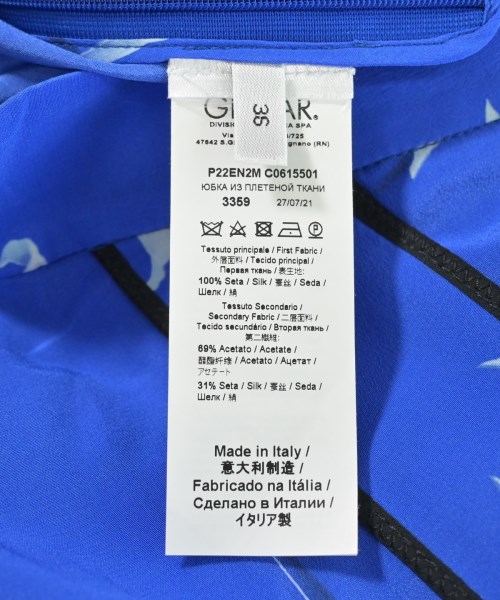 36
DIVISION SPA
47842 S.G (RN)
P22EN2M C0615501
ЮБКА ИЗ ПЛЕТЕНОЙ ТКАНИ
3359 27/07/21
Tessuto principale / First Fabric /
外層面料 / Tecido principal /
Первая ткань / 表生地:
100% Seta / Silk / 蚕丝 / Seda /
Шелк / 絹
Tessuto Secondario /
Secondary Fabric / 二层面料 /
Tecido secundário / Вторая ткань /
第二繊維
69% Acetato / Acetate /
醋酯纤维 / Acetato / Ацетат /
アセテート
31% Seta / Silk / 蚕丝 / Seda /
Шелк / 絹
Made in Italy /
意大利制造 /
Fabricado na Itália /
Сделано в Италии /
イタリア製